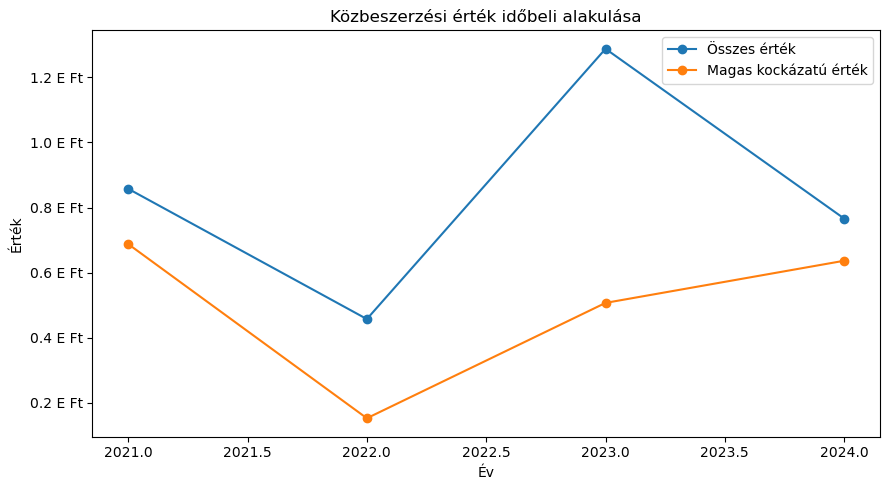 Közbeszerzési érték időbeli alakulása
Összes érték
Magas kockázatú érték
1.2 E Ft
1.0 E Ft
0.8 E Ft
0.6 E Ft
0.4 E Ft
0.2 E Ft
Érték
2021.0 2021.5 2022.0 2022.5 2023.0 2023.5 2024.0
Év